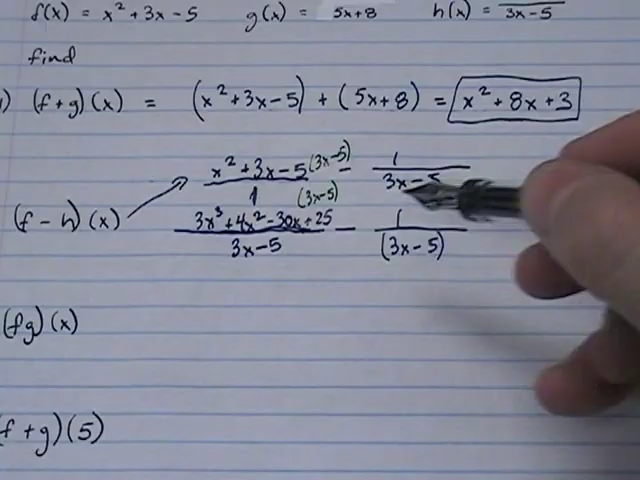 f(x) = x² + 3x - 5 g(x) = 5x + 8 h(x) = 3x - 5
find
) (f+g)(x) = (x² + 3x - 5) + (5x + 8) = x² + 8x + 3
x² + 3x - 5 (3x-5) - 1
1 (3x-5) 3x - 5
(f - h)(x)
3x³ + 4x² - 30x + 25 - 1
3x - 5 (3x - 5)
(fg)(x)
(f + g)(5)